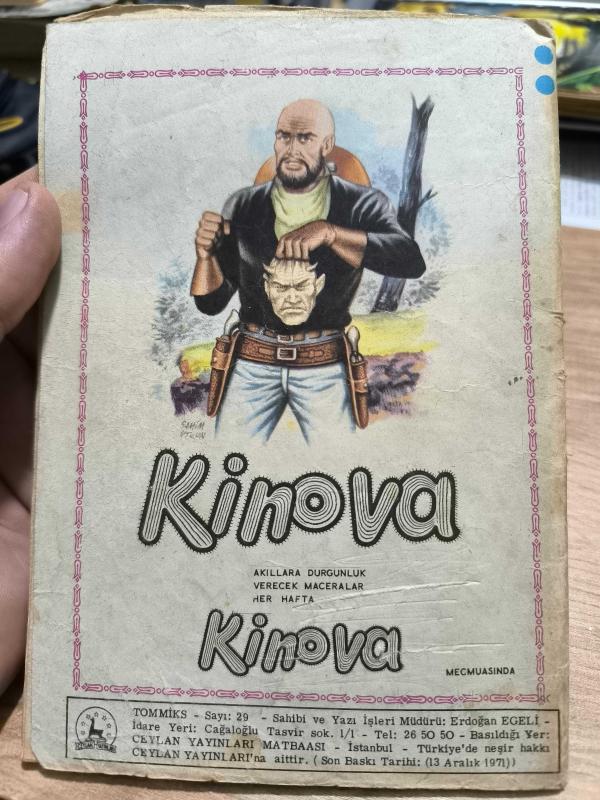 Kinova
AKILLARA DURGUNLUK
VERECEK MACERALAR
HER HAFTA
Kinova
MECMUASINDA
TOMMİKS - Sayı: 29 - Sahibi ve Yazı İşleri Müdürü: Erdoğan EGELİ -
İdare Yeri: Cağaloğlu Tasvir sok. 1/1 - Tel: 26 50 50 - Basıldığı Yer:
CEYLAN YAYINLARI MATBAASI - İstanbul - Türkiye'de neşir hakkı
CEYLAN YAYINLARI'na aittir. ( Son Baskı Tarihi: (13 Aralık 1971))